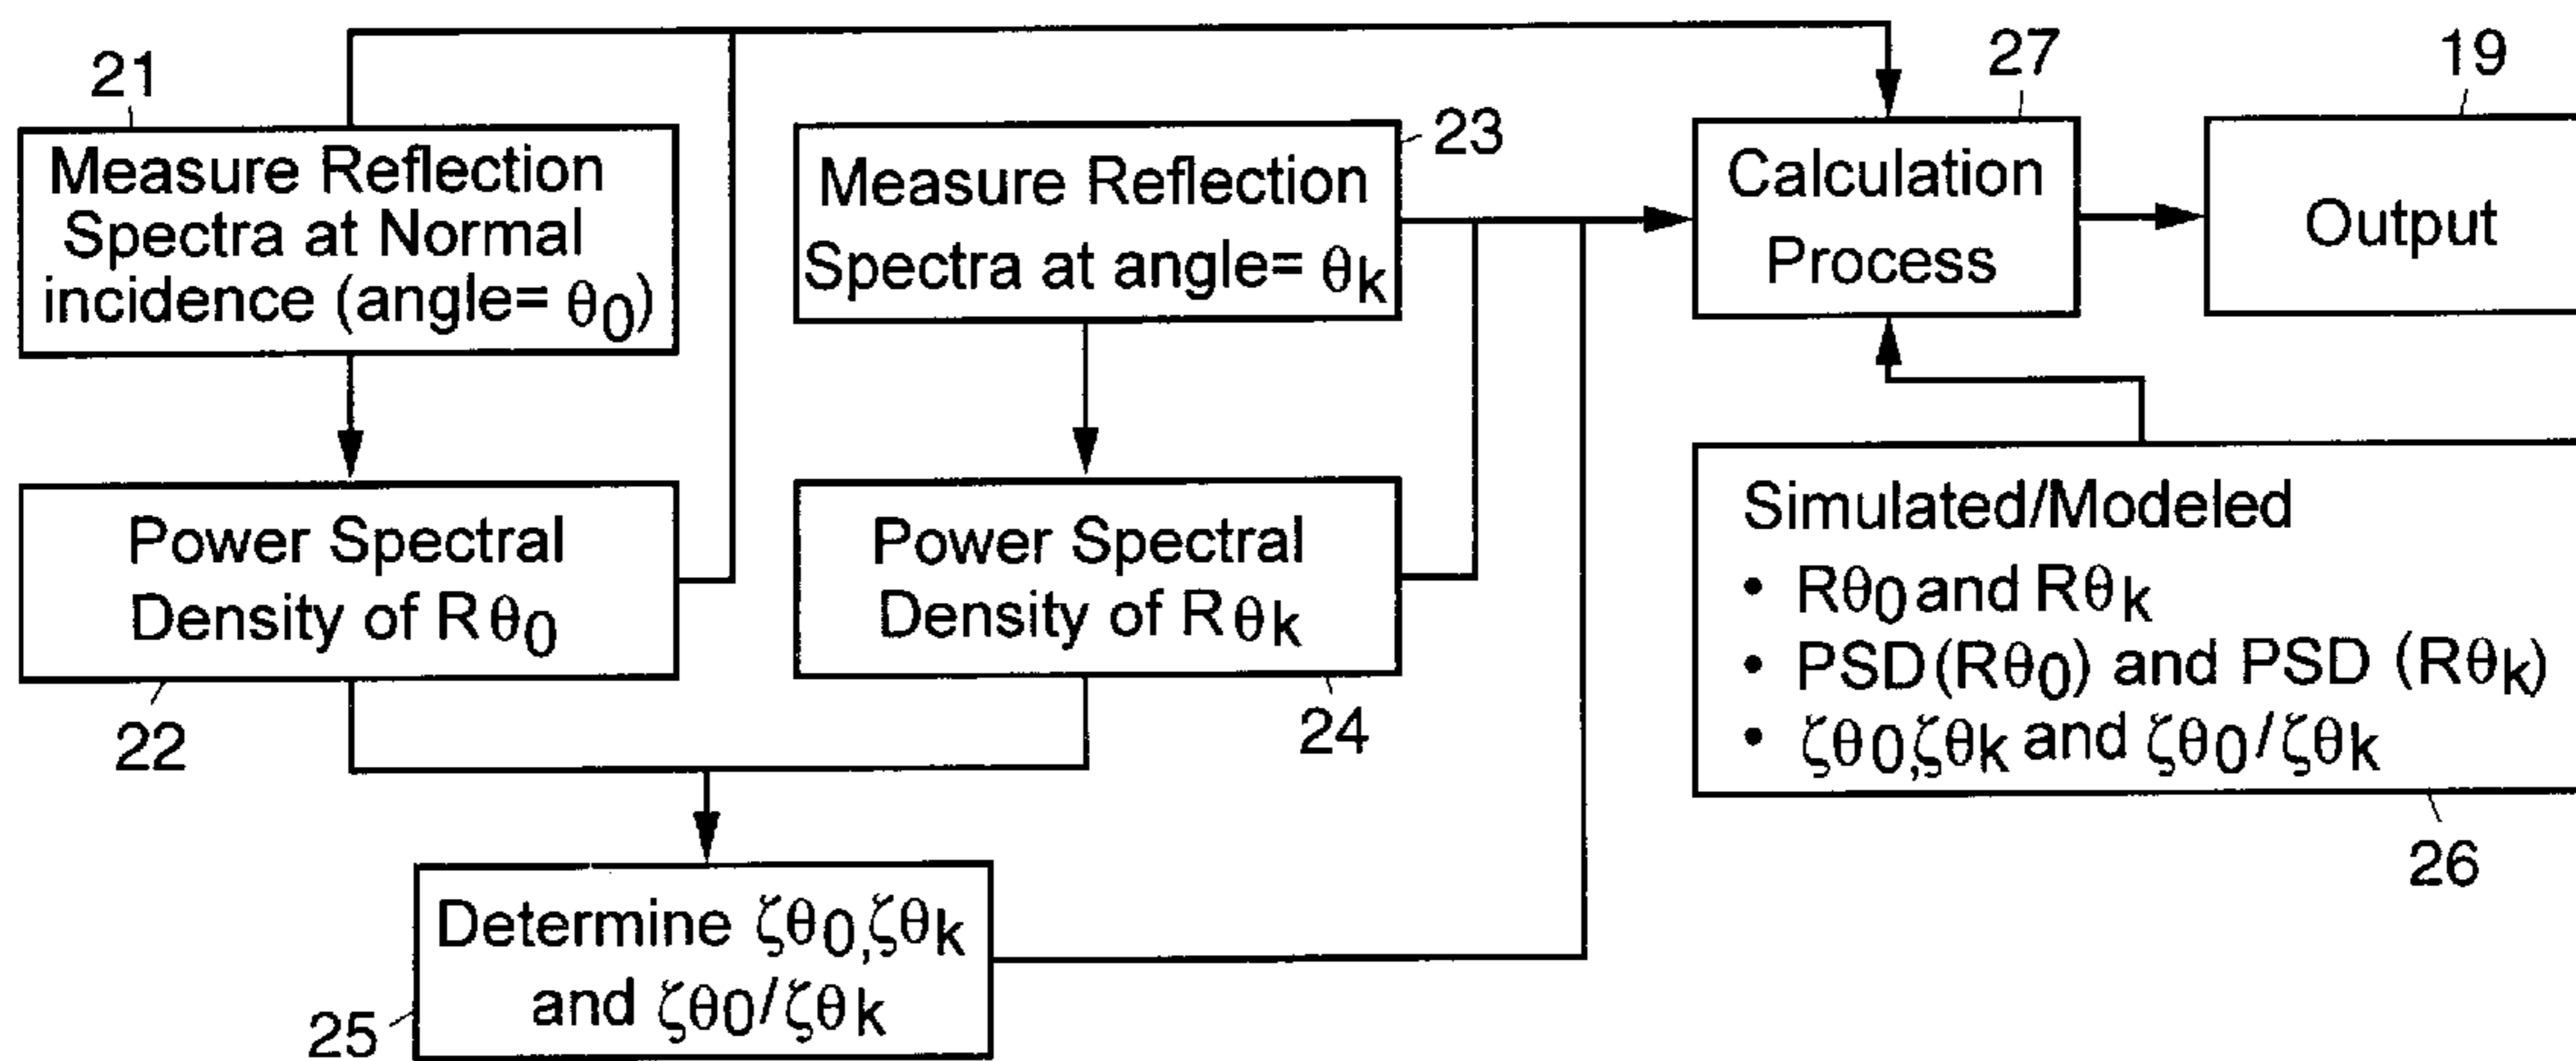 21
Measure Reflection
Spectra at Normal
incidence (angle= θ0)
23
Measure Reflection
Spectra at angle= θk
27
Calculation
Process
19
Output
Power Spectral
Density of Rθ0
22
Power Spectral
Density of Rθk
24
Simulated/Modeled
• Rθ0 and Rθk
• PSD(Rθ0) and PSD (Rθk)
• ζθ0,ζθk and ζθ0/ζθk
26
Determine ζθ0,ζθk
and ζθ0/ζθk
25